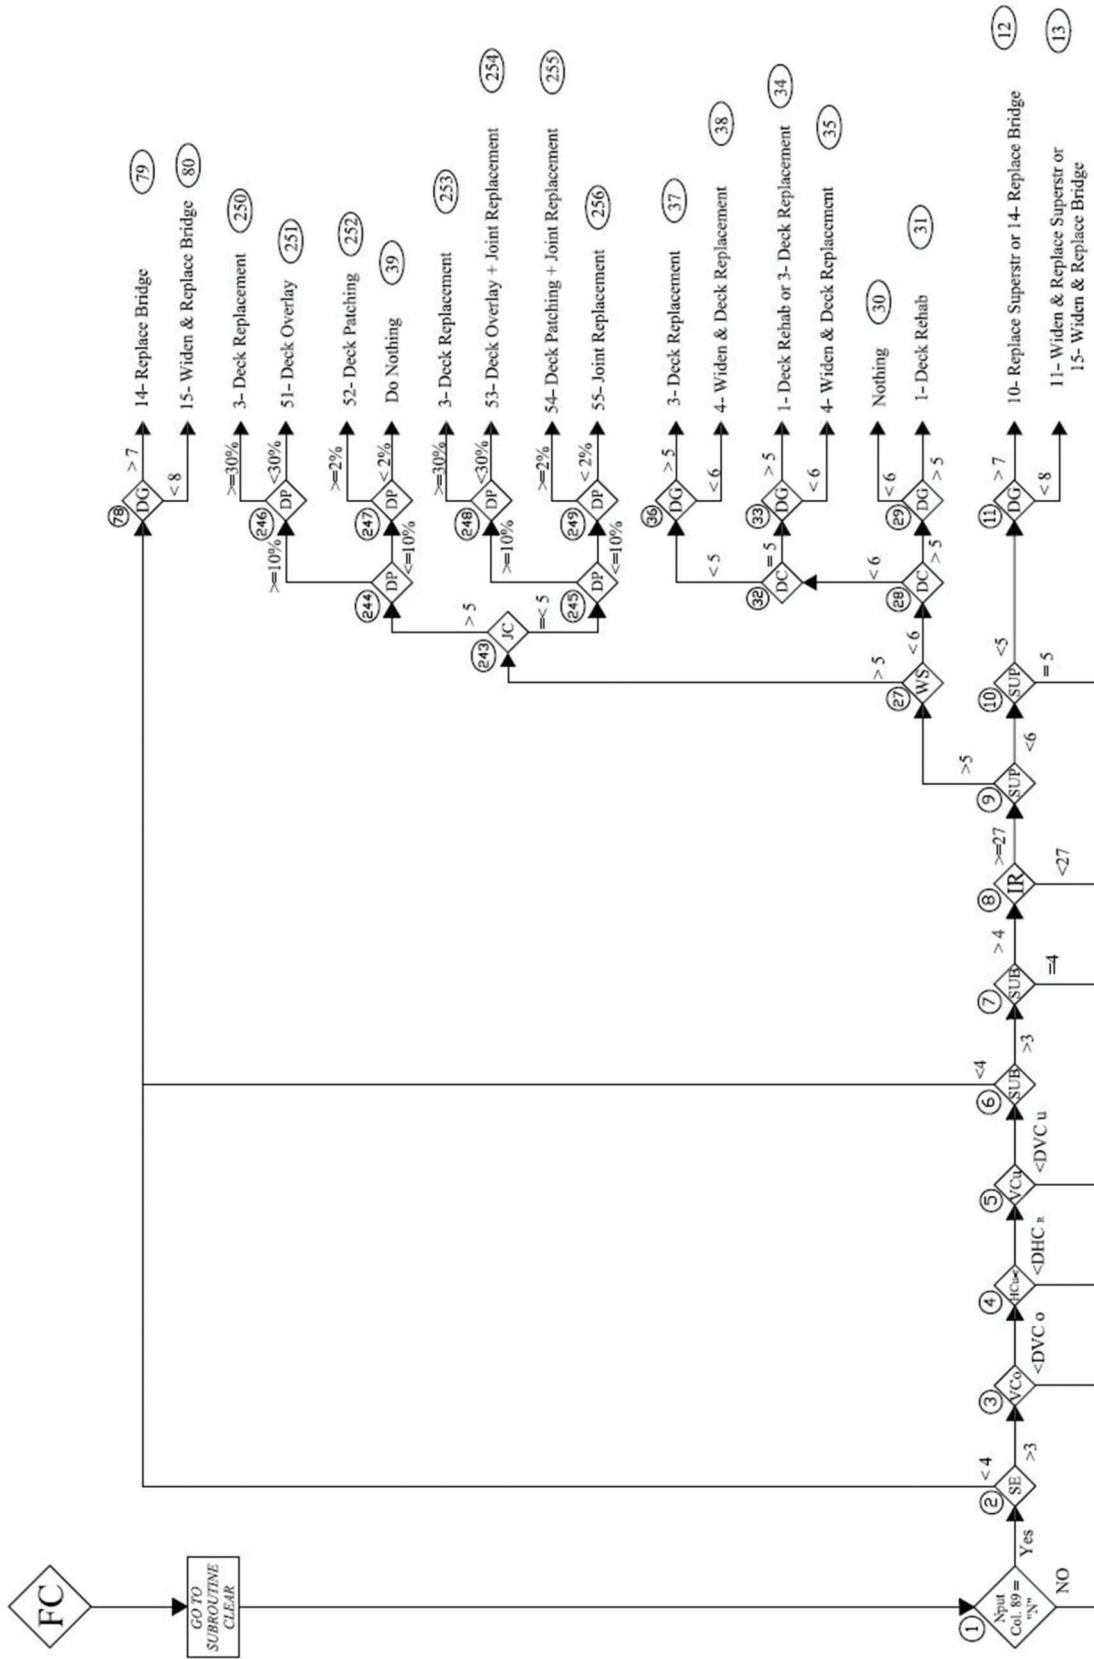 FC
GO TO
SUBROUTINE
CLEAR
1
Nput
Col. 89 =
"N"
Yes
NO
2
SE
< 4
>3
3
VCo
<DVC o
4
HCu-r
<DHC R
5
VCu
<DVC u
6
SUB
<4
>3
7
SUB
> 4
=4
8
IR
>=27
<27
9
SUP
>5
<6
10
SUP
<5
= 5
11
DG
> 7
< 8
10- Replace Superstr or 14- Replace Bridge
12
11- Widen & Replace Superstr or
15- Widen & Replace Bridge
13
27
WS
> 5
< 6
28
DC
< 6
> 5
29
DG
< 6
> 5
Nothing
30
1- Deck Rehab
31
32
DC
< 5
= 5
33
DG
> 5
< 6
1- Deck Rehab or 3- Deck Replacement
34
4- Widen & Deck Replacement
35
36
DG
> 5
< 6
3- Deck Replacement
37
4- Widen & Deck Replacement
38
243
JC
> 5
=< 5
244
DP
>=10%
<=10%
245
DP
>=10%
<=10%
246
DP
>=30%
<30%
3- Deck Replacement
250
51- Deck Overlay
251
247
DP
>=2%
< 2%
52- Deck Patching
252
Do Nothing
39
248
DP
>=30%
<30%
3- Deck Replacement
253
53- Deck Overlay + Joint Replacement
254
249
DP
>=2%
< 2%
54- Deck Patching + Joint Replacement
255
55- Joint Replacement
256
78
DG
> 7
< 8
14- Replace Bridge
79
15- Widen & Replace Bridge
80